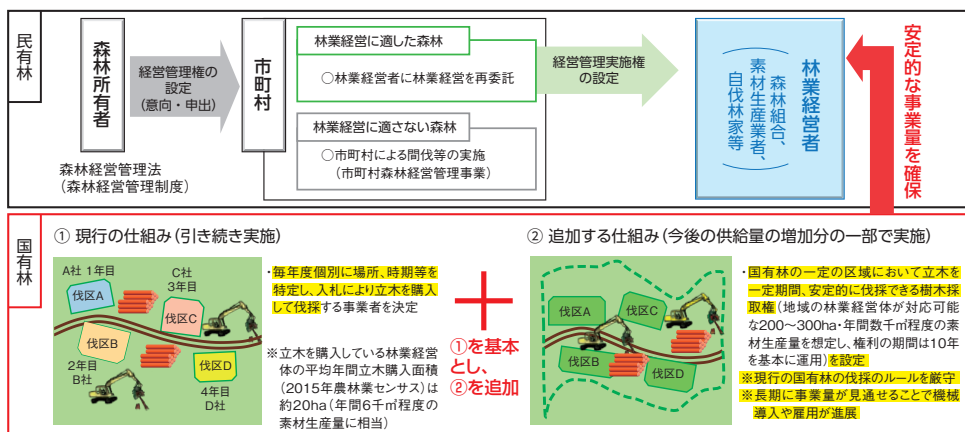 民有林
森林所有者
経営管理権の
設定
(意向・申出)
森林経営管理法
(森林経営管理制度)
市町村
林業経営に適した森林
○林業経営者に林業経営を再委託
林業経営に適さない森林
○市町村による間伐等の実施
(市町村森林経営管理事業)
経営管理実施権
の設定
林業経営者
(森林組合、
素材生産業者、
自伐林家等)
安定的な事業量を確保
国有林
① 現行の仕組み(引き続き実施)
A社 1年目
伐区A
C社
3年目
伐区C
伐区B
2年目
B社
伐区D
4年目
D社
・毎年度個別に場所、時期等を
特定し、入札により立木を購入
して伐採する事業者を決定
※立木を購入している林業経営
体の平均年間立木購入面積
(2015年農林業センサス)は
約20ha(年間6千㎥程度の
素材生産量に相当)
①を基本
とし、
②を追加
② 追加する仕組み(今後の供給量の増加分の一部で実施)
伐区A
伐区C
伐区B
伐区D
・国有林の一定の区域において立木を
一定期間、安定的に伐採できる樹木採
取権(地域の林業経営体が対応可能
な200～300ha・年間数千㎥程度の素
材生産量を想定し、権利の期間は10年
を基本に運用)を設定
※現行の国有林の伐採のルールを厳守
※長期に事業量が見通せることで機械
導入や雇用が進展